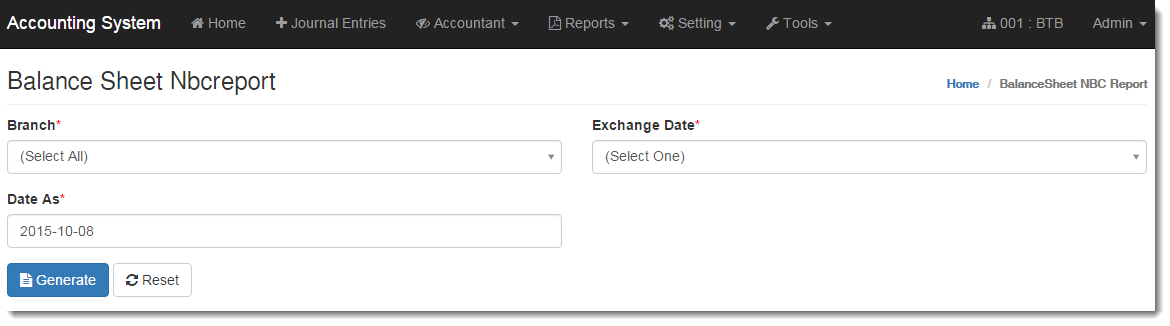 Accounting System Home Journal Entries Accountant Reports Setting Tools 001 : BTB Admin
Balance Sheet Nbcreport
Home / BalanceSheet NBC Report
Branch* Exchange Date*
(Select All) (Select One)
Date As*
2015-10-08
Generate Reset